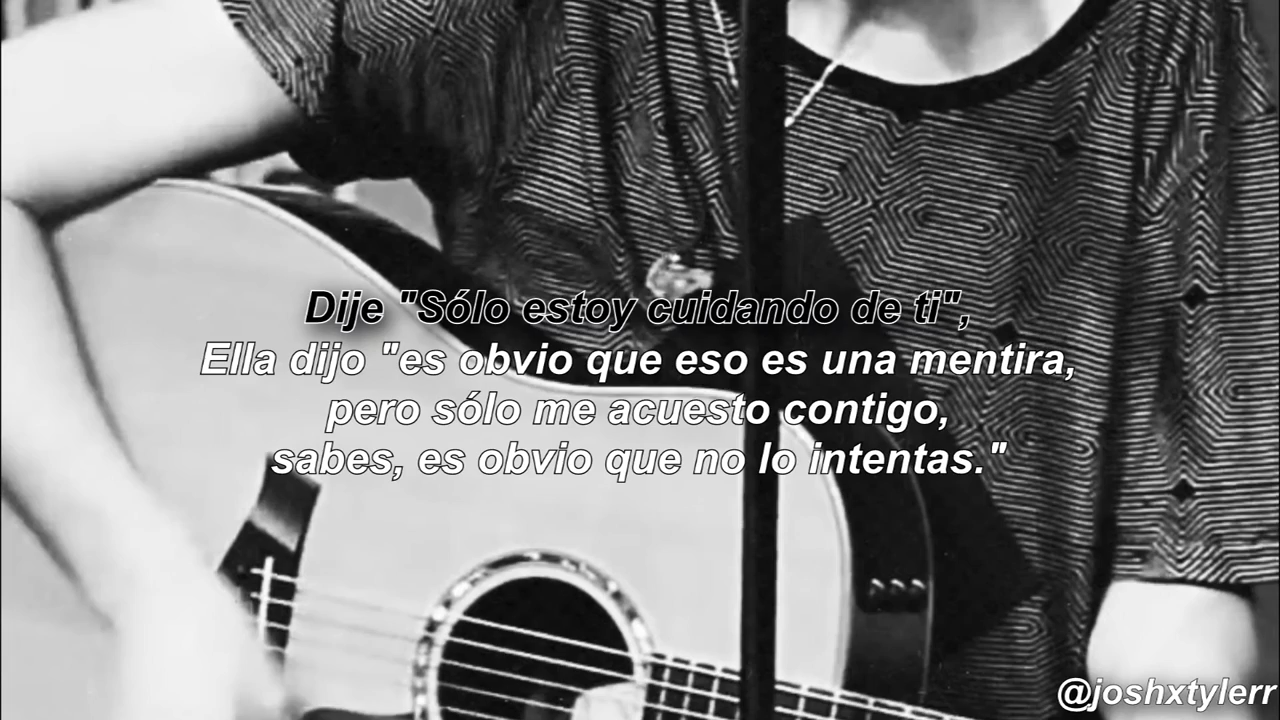 Dije "Sólo estoy cuidando de ti",
Ella dijo "es obvio que eso es una mentira,
pero sólo me acuesto contigo,
sabes, es obvio que no lo intentas."
@joshxtylerr